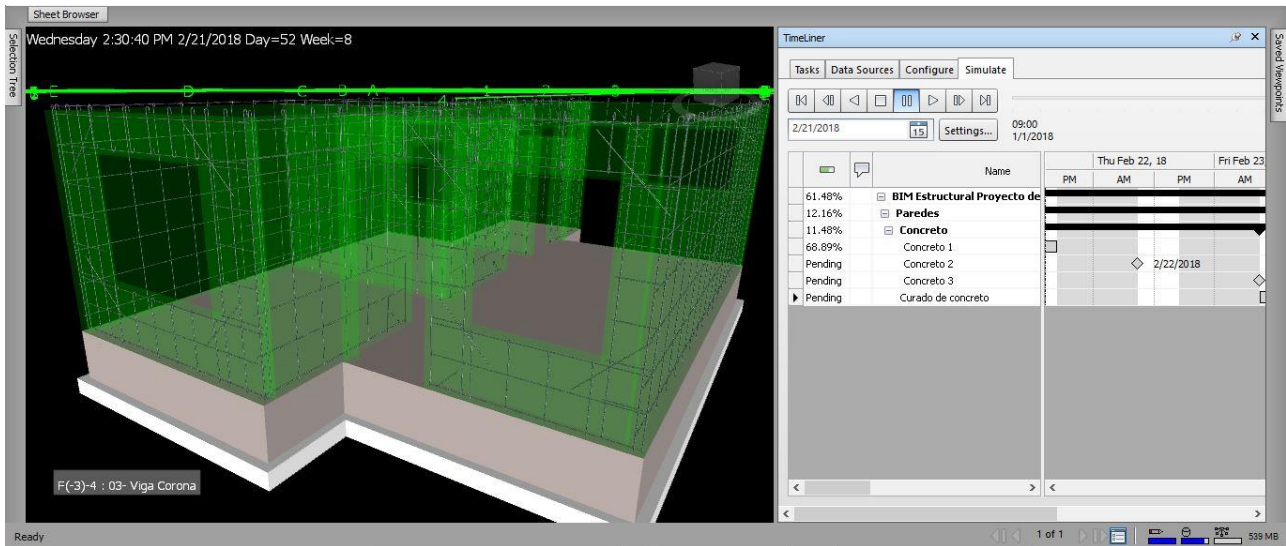 Sheet Browser
Selection Tree
Wednesday 2:30:40 PM 2/21/2018 Day=52 Week=8
E D C B A 4 1 2 3
F(-3)-4 : 03- Viga Corona
TimeLiner
Saved Viewpoints
Tasks Data Sources Configure Simulate
2/21/2018 15 Settings... 09:00
1/1/2018
Thu Feb 22, 18 Fri Feb 23
Name PM AM PM AM
61.48% BIM Estructural Proyecto de
12.16% Paredes
11.48% Concreto
68.89% Concreto 1
Pending Concreto 2 2/22/2018
Pending Concreto 3
Pending Curado de concreto
Ready 1 of 1 539 MB